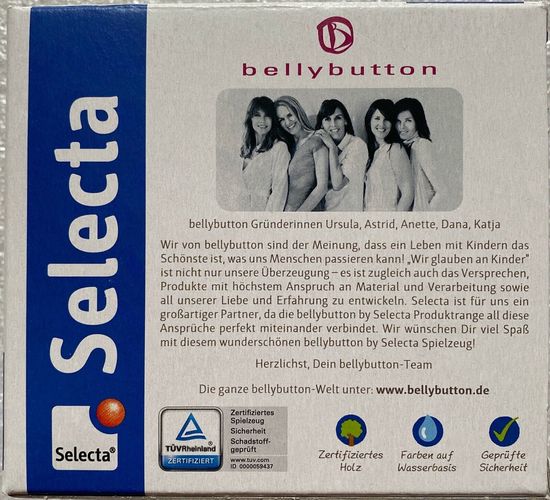 bellybutton
Selecta
bellybutton Gründerinnen Ursula, Astrid, Anette, Dana, Katja
Wir von bellybutton sind der Meinung, dass ein Leben mit Kindern das
Schönste ist, was uns Menschen passieren kann! „Wir glauben an Kinder"
ist nicht nur unsere Überzeugung – es ist zugleich auch das Versprechen,
Produkte mit höchstem Anspruch an Material und Verarbeitung sowie
all unserer Liebe und Erfahrung zu entwickeln. Selecta ist für uns ein
großartiger Partner, da die bellybutton by Selecta Produktrange all diese
Ansprüche perfekt miteinander verbindet. Wir wünschen Dir viel Spaß
mit diesem wunderschönen bellybutton by Selecta Spielzeug!
Herzlichst, Dein bellybutton-Team
Die ganze bellybutton-Welt unter: www.bellybutton.de
Selecta®
TÜVRheinland
ZERTIFIZIERT
Zertifiziertes
Spielzeug
Sicherheit
Schadstoff-
geprüft
www.tuv.com
ID 0000059437
Zertifiziertes
Holz
Farben auf
Wasserbasis
Geprüfte
Sicherheit